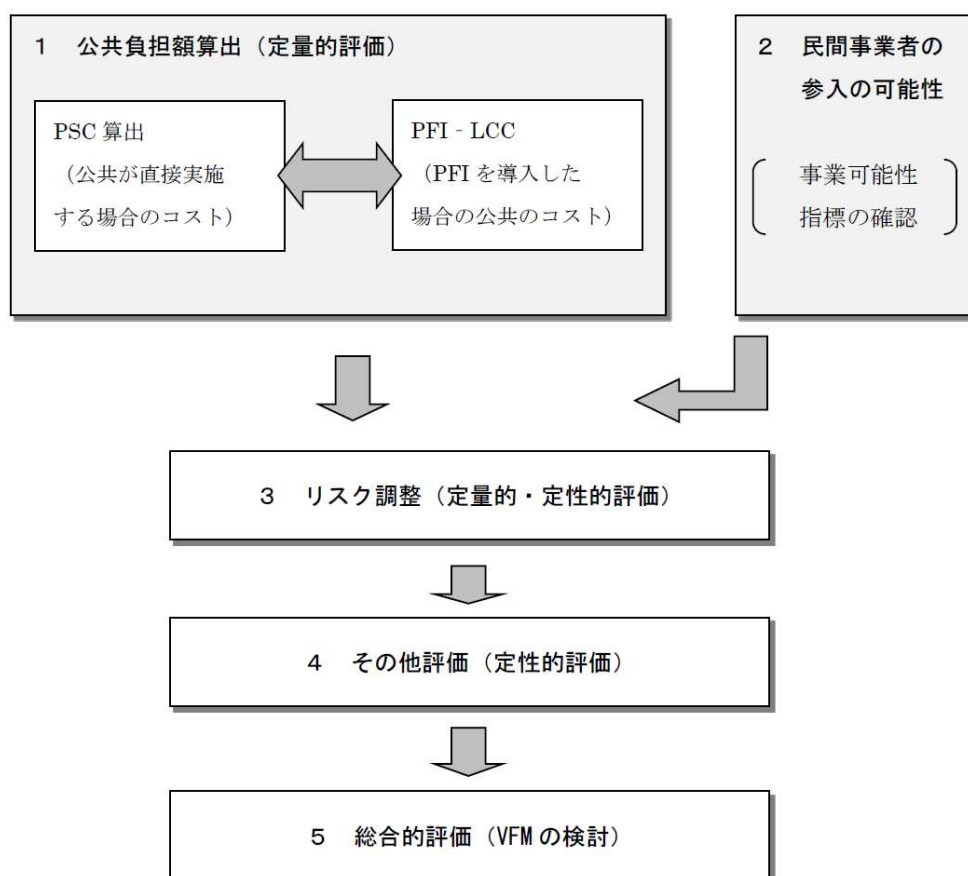 1 公共負担額算出（定量的評価）
PSC 算出
（公共が直接実施
する場合のコスト）
PFI - LCC
（PFI を導入した
場合の公共のコスト）
2 民間事業者の
参入の可能性
事業可能性
指標の確認
3 リスク調整（定量的・定性的評価）
4 その他評価（定性的評価）
5 総合的評価（VFM の検討）